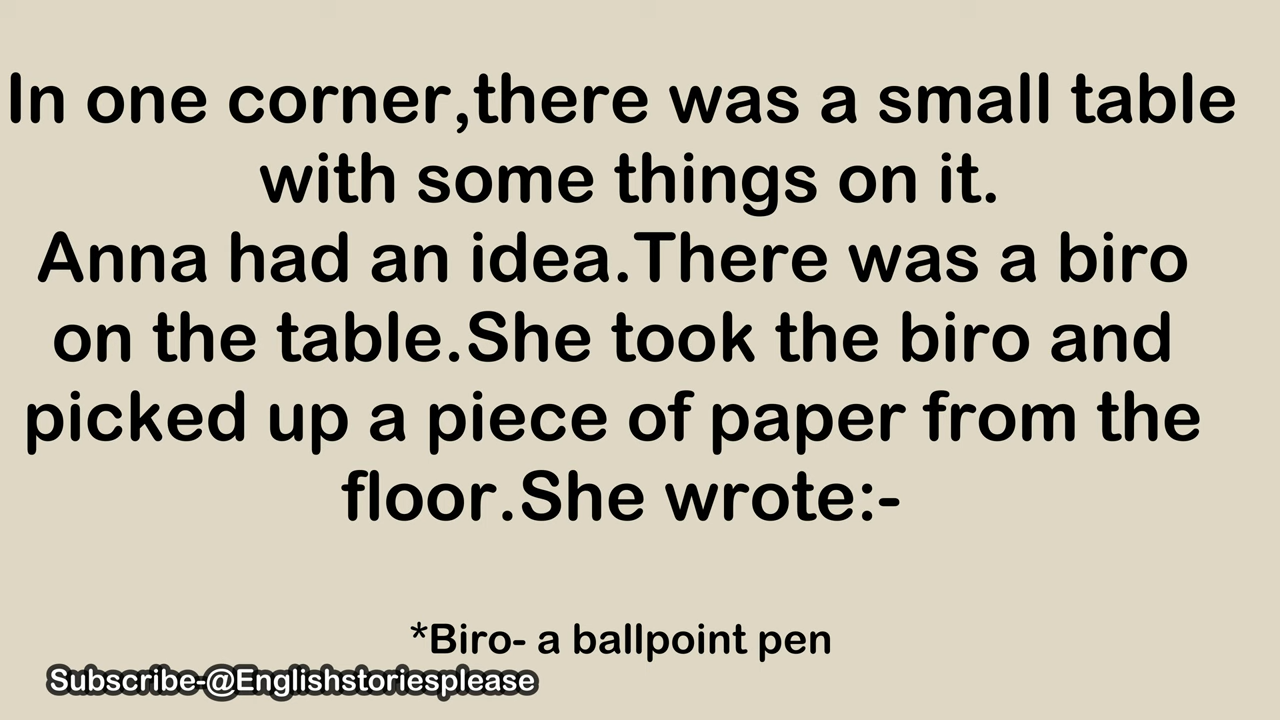 In one corner,there was a small table
with some things on it.
Anna had an idea.There was a biro
on the table.She took the biro and
picked up a piece of paper from the
floor.She wrote:-
*Biro- a ballpoint pen
Subscribe-@Englishstoriesplease